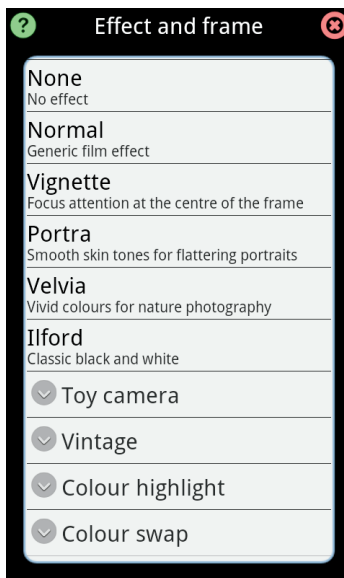 ? Effect and frame
None
No effect
Normal
Generic film effect
Vignette
Focus attention at the centre of the frame
Portra
Smooth skin tones for flattering portraits
Velvia
Vivid colours for nature photography
Ilford
Classic black and white
Toy camera
Vintage
Colour highlight
Colour swap